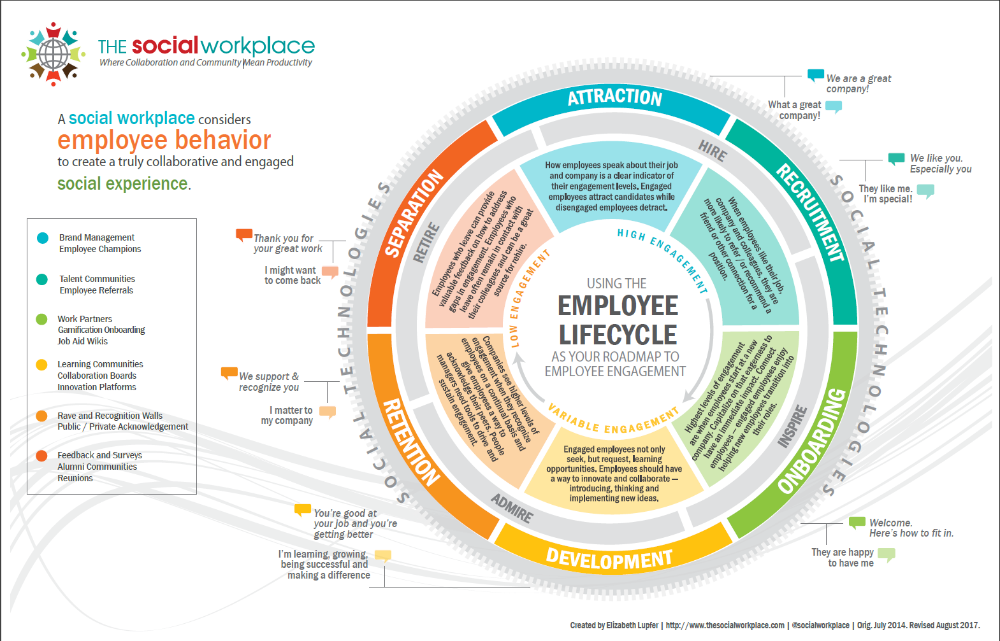 THE social workplace
Where Collaboration and Community Mean Productivity
A social workplace considers
employee behavior
to create a truly collaborative and engaged
social experience.
Brand Management
Employee Champions
Talent Communities
Employee Referrals
Work Partners
Gamification Onboarding
Job Aid Wikis
Learning Communities
Collaboration Boards
Innovation Platforms
Rave and Recognition Walls
Public / Private Acknowledgement
Feedback and Surveys
Alumni Communities
Reunions
ATTRACTION
RECRUITMENT
ONBOARDING
DEVELOPMENT
RETENTION
SEPARATION
HIRE
INSPIRE
ADMIRE
RETIRE
SOCIAL TECHNOLOGIES
SOCIAL TECHNOLOGIES
We are a great
company!
What a great
company!
We like you.
Especially you
They like me.
I'm special!
Welcome.
Here's how to fit in.
They are happy
to have me
You're good at
your job and you're
getting better
I'm learning, growing,
being successful and
making a difference
We support &
recognize you
I matter to
my company
Thank you for
your great work
I might want
to come back
How employees speak about their job
and company is a clear indicator of
their engagement levels. Engaged
employees attract candidates while
disengaged employees detract.
When employees like their job,
company and colleagues, they are
more likely to refer /or recommend a
friend or other connection for a
position.
Highest levels of engagement
are when employees start at a new
company. Capitalize on that eagerness to
have an immediate impact. Connect
employees – engaged employees enjoy
helping new employees transition into
their roles.
Engaged employees not only
seek, but request, learning
opportunities. Employees should have
a way to innovate and collaborate —
introducing, thinking and
implementing new ideas.
Companies see higher levels of
engagement when they recognize
employees on a continual basis and
give employees a way to
acknowledge their peers. People
managers need tools to drive and
sustain engagement.
Employees who leave can provide
valuable feedback on how to address
gaps in engagement. Employees who
leave often remain in contact with
their colleagues and can be a great
source for rehire.
HIGH ENGAGEMENT
VARIABLE ENGAGEMENT
LOW ENGAGEMENT
USING THE
EMPLOYEE
LIFECYCLE
AS YOUR ROADMAP TO
EMPLOYEE ENGAGEMENT
Created by Elizabeth Lupfer | http://www.thesocialworkplace.com | @socialworkplace | Orig. July 2014. Revised August 2017.